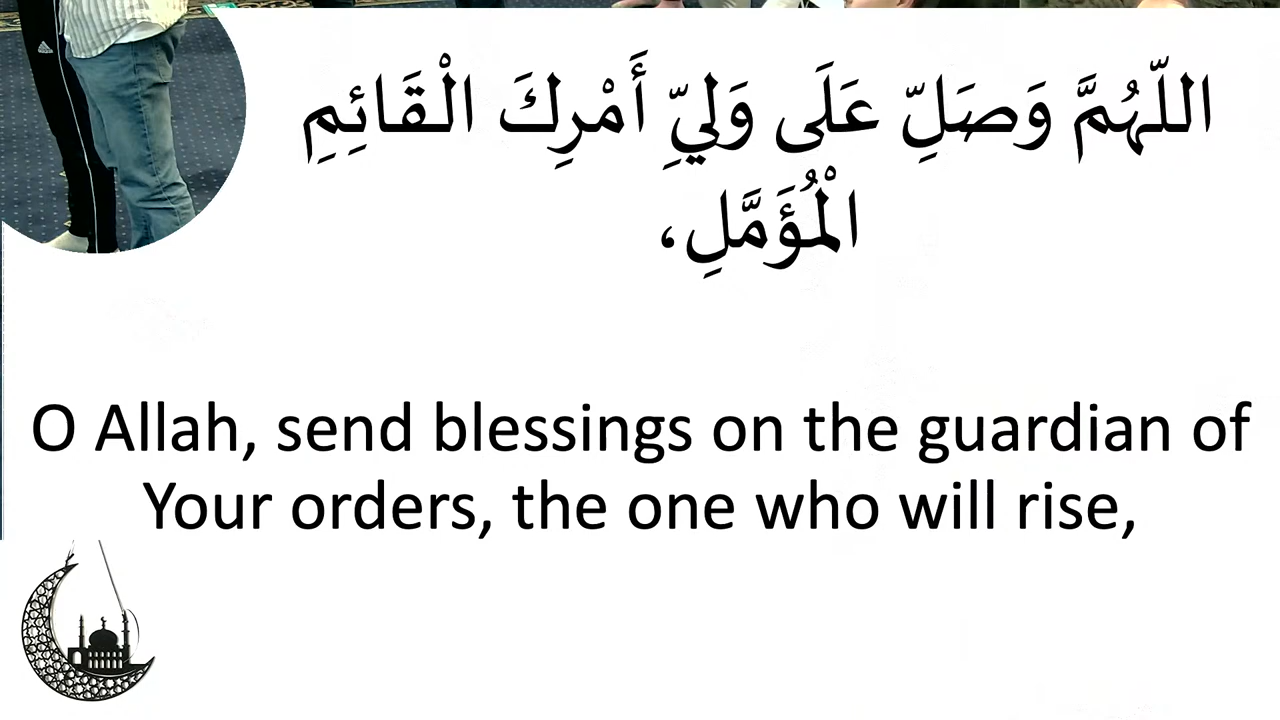 اللّهُمَّ وَصَلِّ عَلَى وَلِيِّ أَمْرِكَ الْقَائِمِ
الْمُؤَمَّلِ،
O Allah, send blessings on the guardian of
Your orders, the one who will rise,